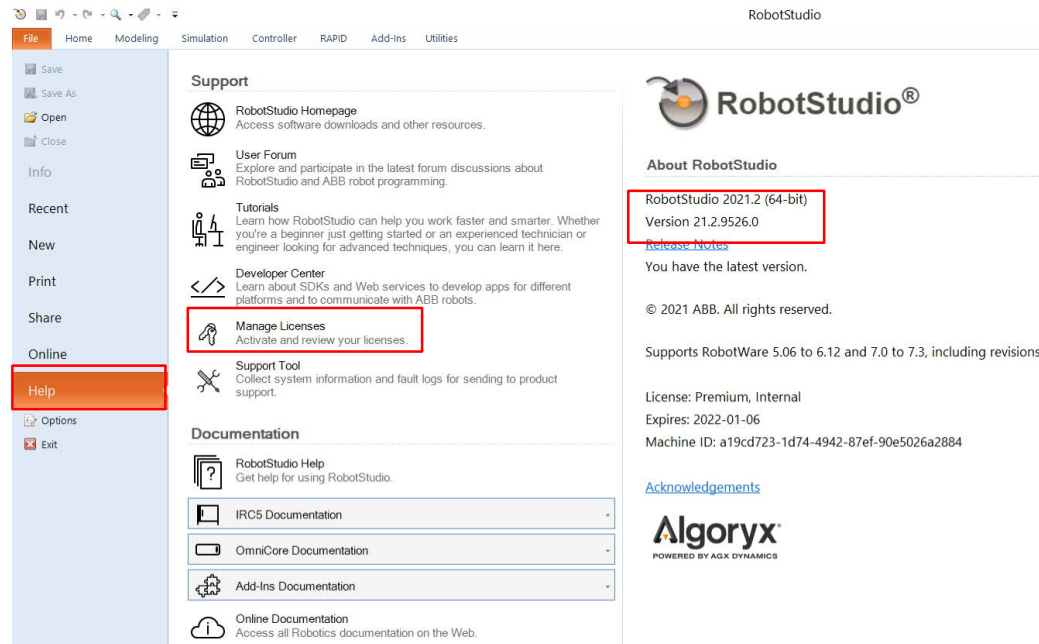 RobotStudio
File Home Modeling Simulation Controller RAPID Add-Ins Utilities
Save
Save As
Open
Close
Info
Recent
New
Print
Share
Online
Help
Options
Exit
Support
RobotStudio Homepage
Access software downloads and other resources.
User Forum
Explore and participate in the latest forum discussions about
RobotStudio and ABB robot programming.
Tutorials
Learn how RobotStudio can help you work faster and smarter. Whether
you're a beginner just getting started or an experienced technician or
engineer looking for advanced techniques, you can learn it here.
Developer Center
Learn about SDKs and Web services to develop apps for different
platforms and to communicate with ABB robots.
Manage Licenses
Activate and review your licenses.
Support Tool
Collect system information and fault logs for sending to product
support.
Documentation
RobotStudio Help
Get help for using RobotStudio.
IRC5 Documentation
OmniCore Documentation
Add-Ins Documentation
Online Documentation
Access all Robotics documentation on the Web.
RobotStudio®
About RobotStudio
RobotStudio 2021.2 (64-bit)
Version 21.2.9526.0
Release Notes
You have the latest version.
© 2021 ABB. All rights reserved.
Supports RobotWare 5.06 to 6.12 and 7.0 to 7.3, including revisions
License: Premium, Internal
Expires: 2022-01-06
Machine ID: a19cd723-1d74-4942-87ef-90e5026a2884
Acknowledgements
Algoryx
POWERED BY AGX DYNAMICS